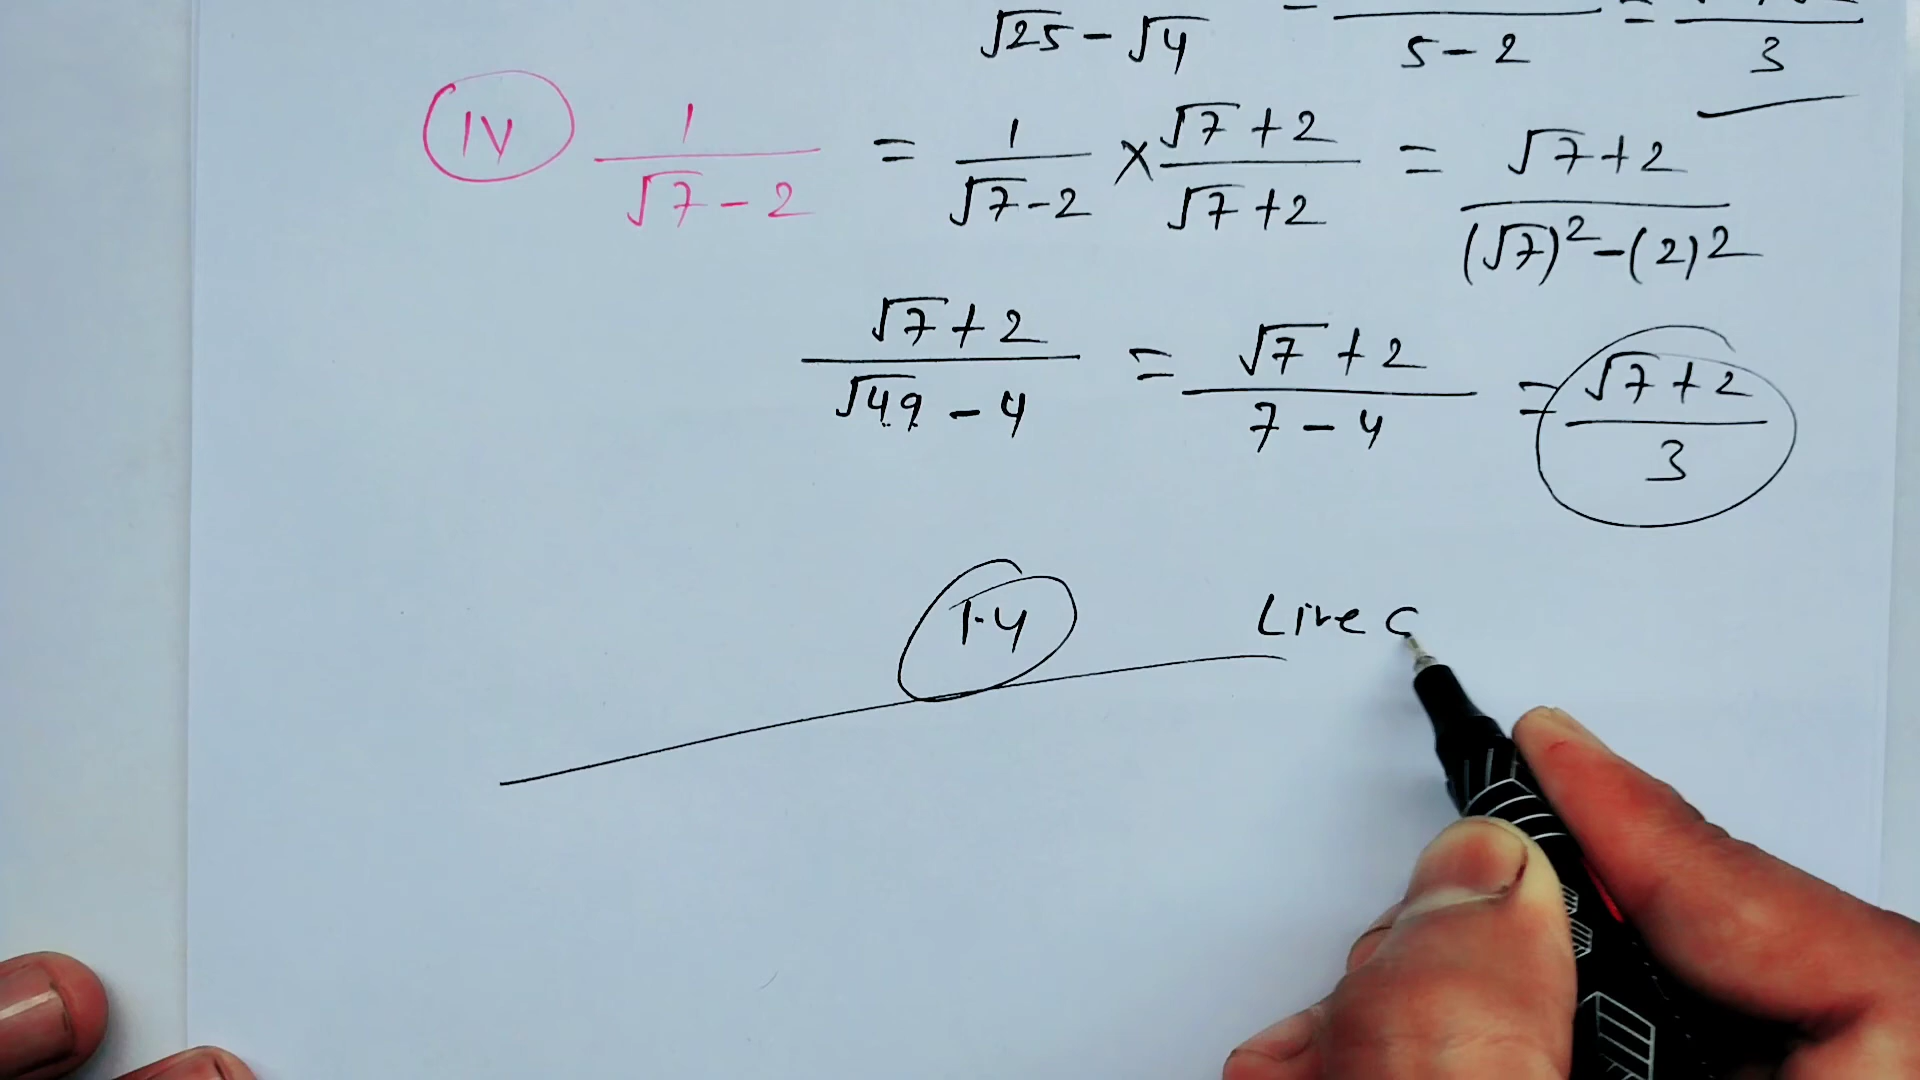 √25 - √4 = 5 - 2 = 3
IV 1/(√7 - 2) = 1/(√7 - 2) × (√7 + 2)/(√7 + 2) = (√7 + 2)/((√7)² - (2)²)
(√7 + 2)/(√49 - 4) = (√7 + 2)/(7 - 4) = (√7 + 2)/3
1.4 Live C